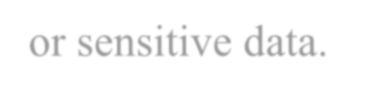 or sensitive data.